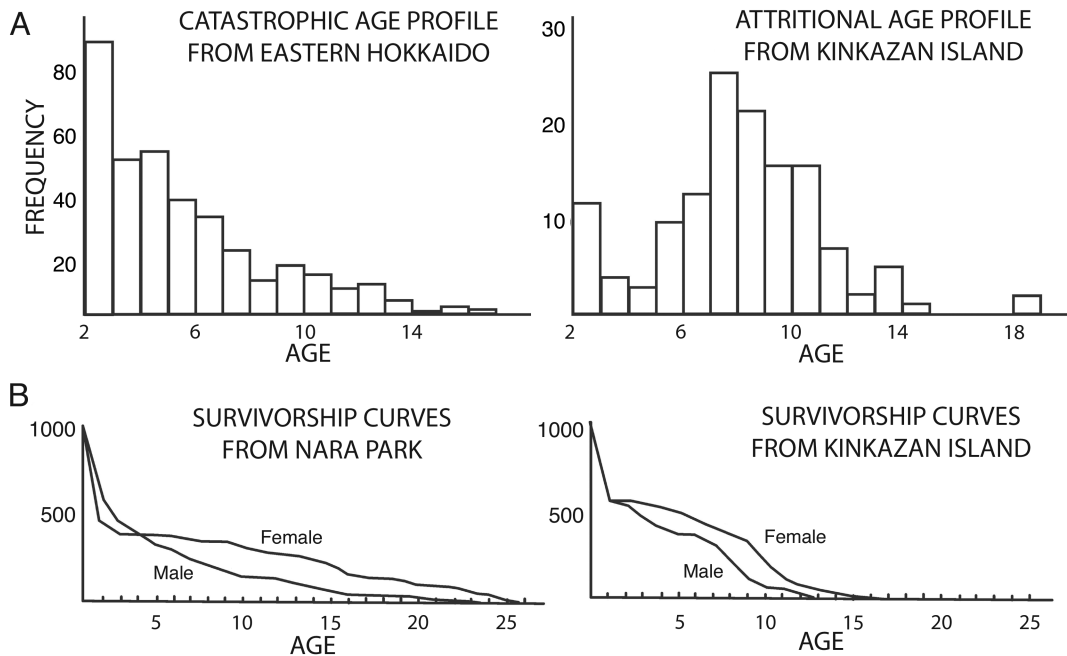 A
CATASTROPHIC AGE PROFILE
FROM EASTERN HOKKAIDO
FREQUENCY
80
60
40
20
2
6
10
14
AGE
ATTRITIONAL AGE PROFILE
FROM KINKAZAN ISLAND
30
20
10
2
6
10
14
18
AGE
B
SURVIVORSHIP CURVES
FROM NARA PARK
1000
500
Female
Male
5
10
15
20
25
AGE
SURVIVORSHIP CURVES
FROM KINKAZAN ISLAND
1000
500
Female
Male
5
10
15
20
25
AGE